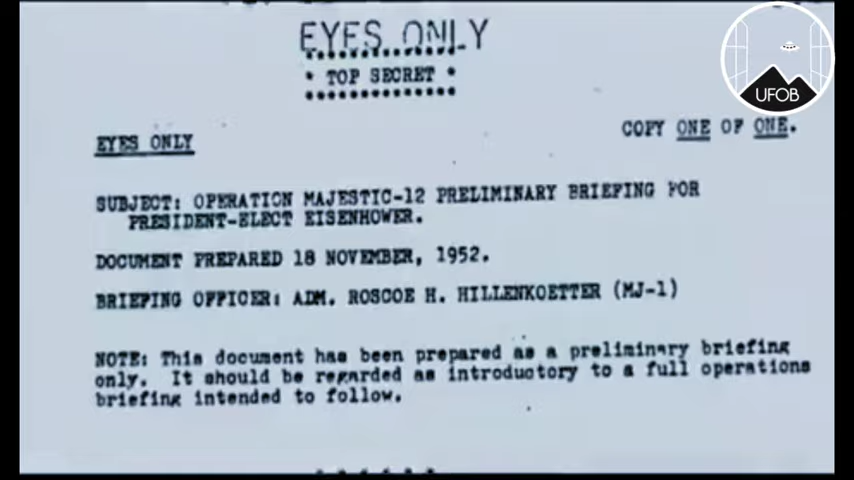 EYES ONLY
* TOP SECRET *
UFOB
EYES ONLY
COPY ONE OF ONE.
SUBJECT: OPERATION MAJESTIC-12 PRELIMINARY BRIEFING FOR
PRESIDENT-ELECT EISENHOWER.
DOCUMENT PREPARED 18 NOVEMBER, 1952.
BRIEFING OFFICER: ADM. ROSCOE H. HILLENKOETTER (MJ-1)
NOTE: This document has been prepared as a preliminary briefing
only. It should be regarded as introductory to a full operations
briefing intended to follow.